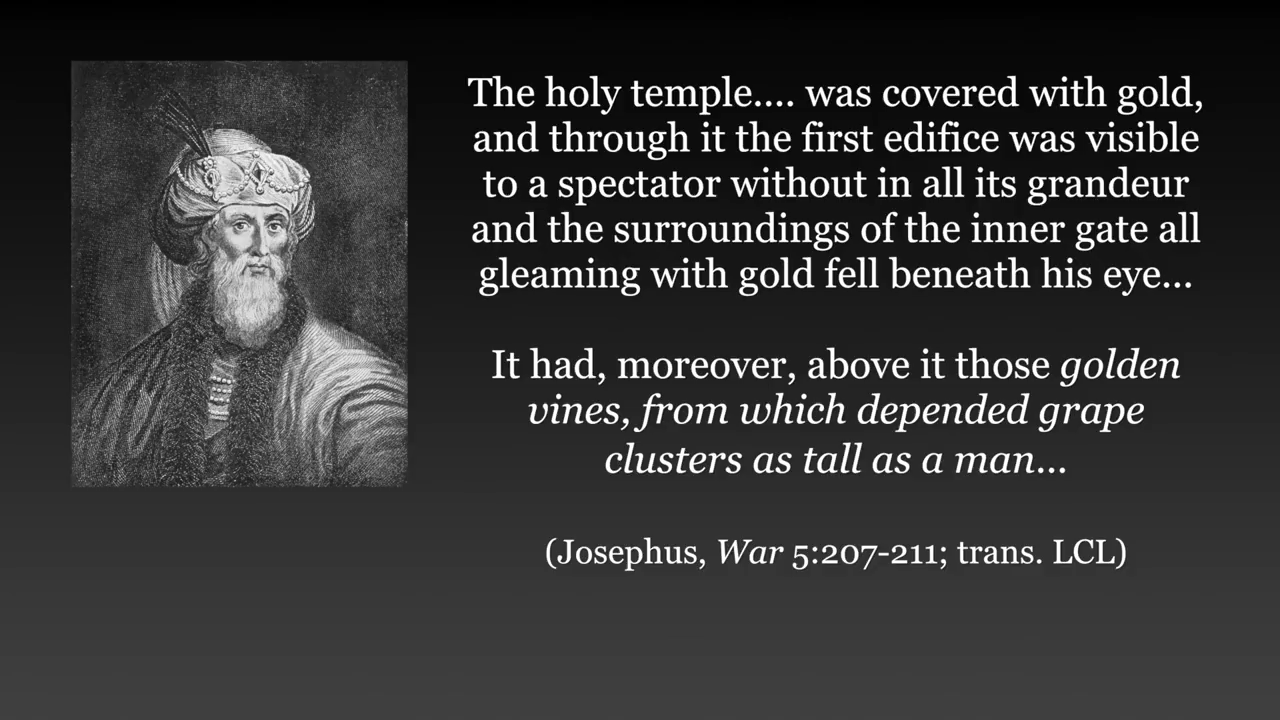 The holy temple.... was covered with gold,
and through it the first edifice was visible
to a spectator without in all its grandeur
and the surroundings of the inner gate all
gleaming with gold fell beneath his eye...
It had, moreover, above it those golden
vines, from which depended grape
clusters as tall as a man...
(Josephus, War 5:207-211; trans. LCL)